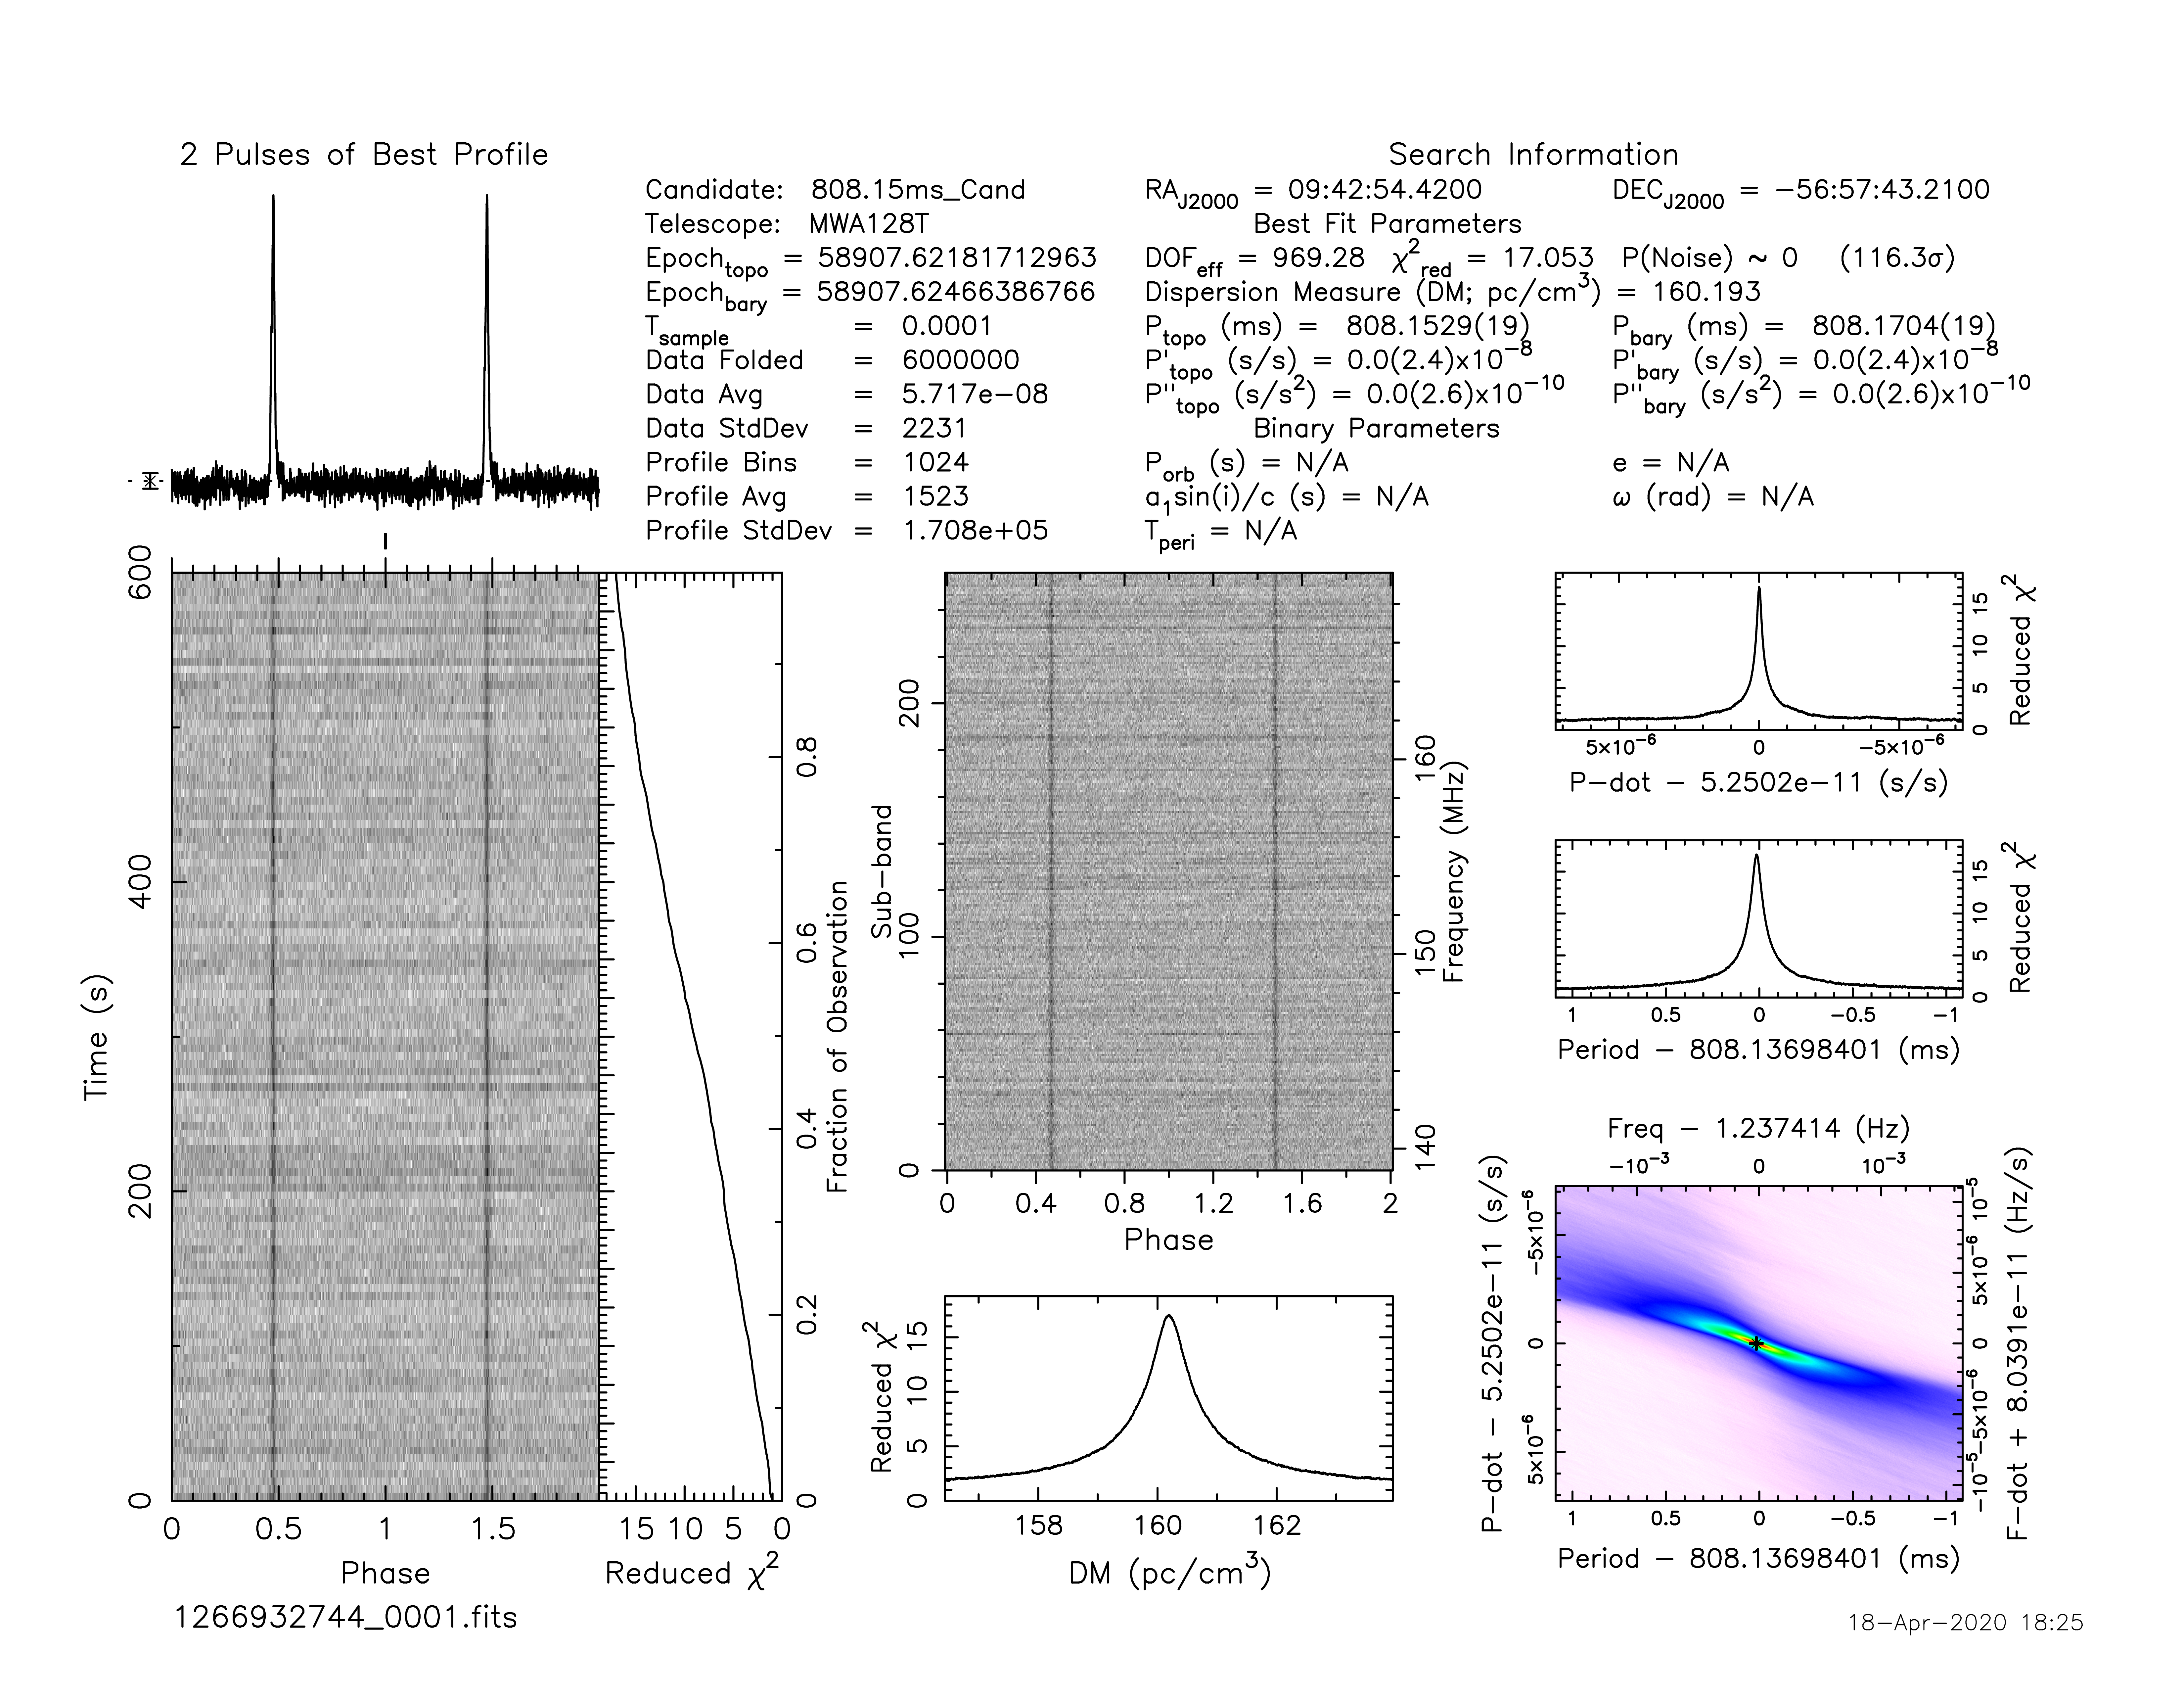 2 Pulses of Best Profile
Search Information
Candidate: 808.15ms_Cand
RA_J2000 = 09:42:54.4200
DEC_J2000 = −56:57:43.2100
Telescope: MWA128T
Best Fit Parameters
Epoch_topo = 58907.62181712963
DOF_eff = 969.28 χ²_red = 17.053 P(Noise) ~ 0 (116.3σ)
Epoch_bary = 58907.62466386766
Dispersion Measure (DM; pc/cm³) = 160.193
T_sample = 0.0001
P_topo (ms) = 808.1529(19)
P_bary (ms) = 808.1704(19)
Data Folded = 6000000
P'_topo (s/s) = 0.0(2.4)x10⁻⁸
P'_bary (s/s) = 0.0(2.4)x10⁻⁸
Data Avg = 5.717e−08
P''_topo (s/s²) = 0.0(2.6)x10⁻¹⁰
P''_bary (s/s²) = 0.0(2.6)x10⁻¹⁰
Data StdDev = 2231
Binary Parameters
Profile Bins = 1024
P_orb (s) = N/A
e = N/A
Profile Avg = 1523
a₁sin(i)/c (s) = N/A
ω (rad) = N/A
Profile StdDev = 1.708e+05
T_peri = N/A
Time (s)
0 200 400 600
0 0.5 1 1.5
Phase
15 10 5 0
Reduced χ²
0 0.2 0.4 0.6 0.8
Fraction of Observation
Sub−band
0 100 200
140 150 160
Frequency (MHz)
0 0.4 0.8 1.2 1.6 2
Phase
Reduced χ²
0 5 10 15
158 160 162
DM (pc/cm³)
0 5 10 15
Reduced χ²
5×10⁻⁶ 0 −5×10⁻⁶
P−dot − 5.2502e−11 (s/s)
0 5 10 15
Reduced χ²
1 0.5 0 −0.5 −1
Period − 808.13698401 (ms)
Freq − 1.237414 (Hz)
−10⁻³ 0 10⁻³
P−dot − 5.2502e−11 (s/s)
5×10⁻⁶ 0 −5×10⁻⁶
−10⁻⁵ −5×10⁻⁶ 0 5×10⁻⁶ 10⁻⁵
F−dot + 8.0391e−11 (Hz/s)
1 0.5 0 −0.5 −1
Period − 808.13698401 (ms)
1266932744_0001.fits
18−Apr−2020 18:25